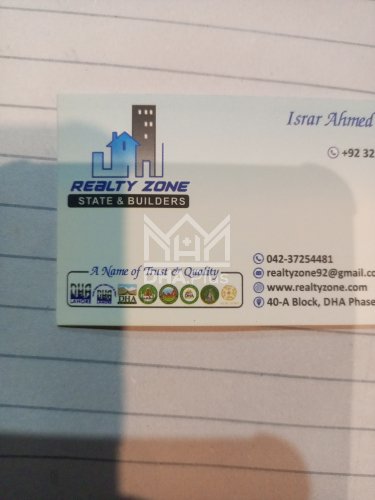 Israr Ahmed
+92 32
REALTY ZONE
STATE & BUILDERS
042-37254481
realtyzone92@gmail.co
www.realtyzone.com
40-A Block, DHA Phase
A Name of Trust & Quality
DHA